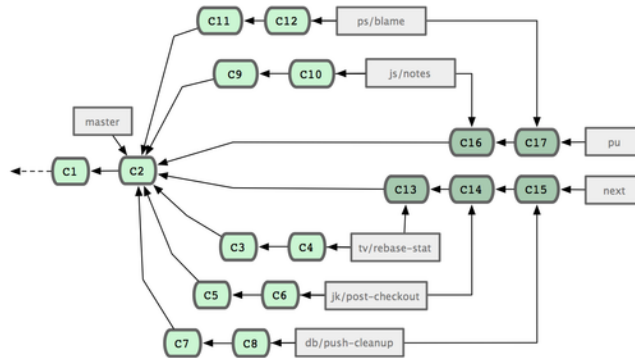 C11 C12 ps/blame
C9 C10 js/notes
master
C16 C17 pu
C1 C2
C13 C14 C15 next
C3 C4 tv/rebase-stat
C5 C6 jk/post-checkout
C7 C8 db/push-cleanup